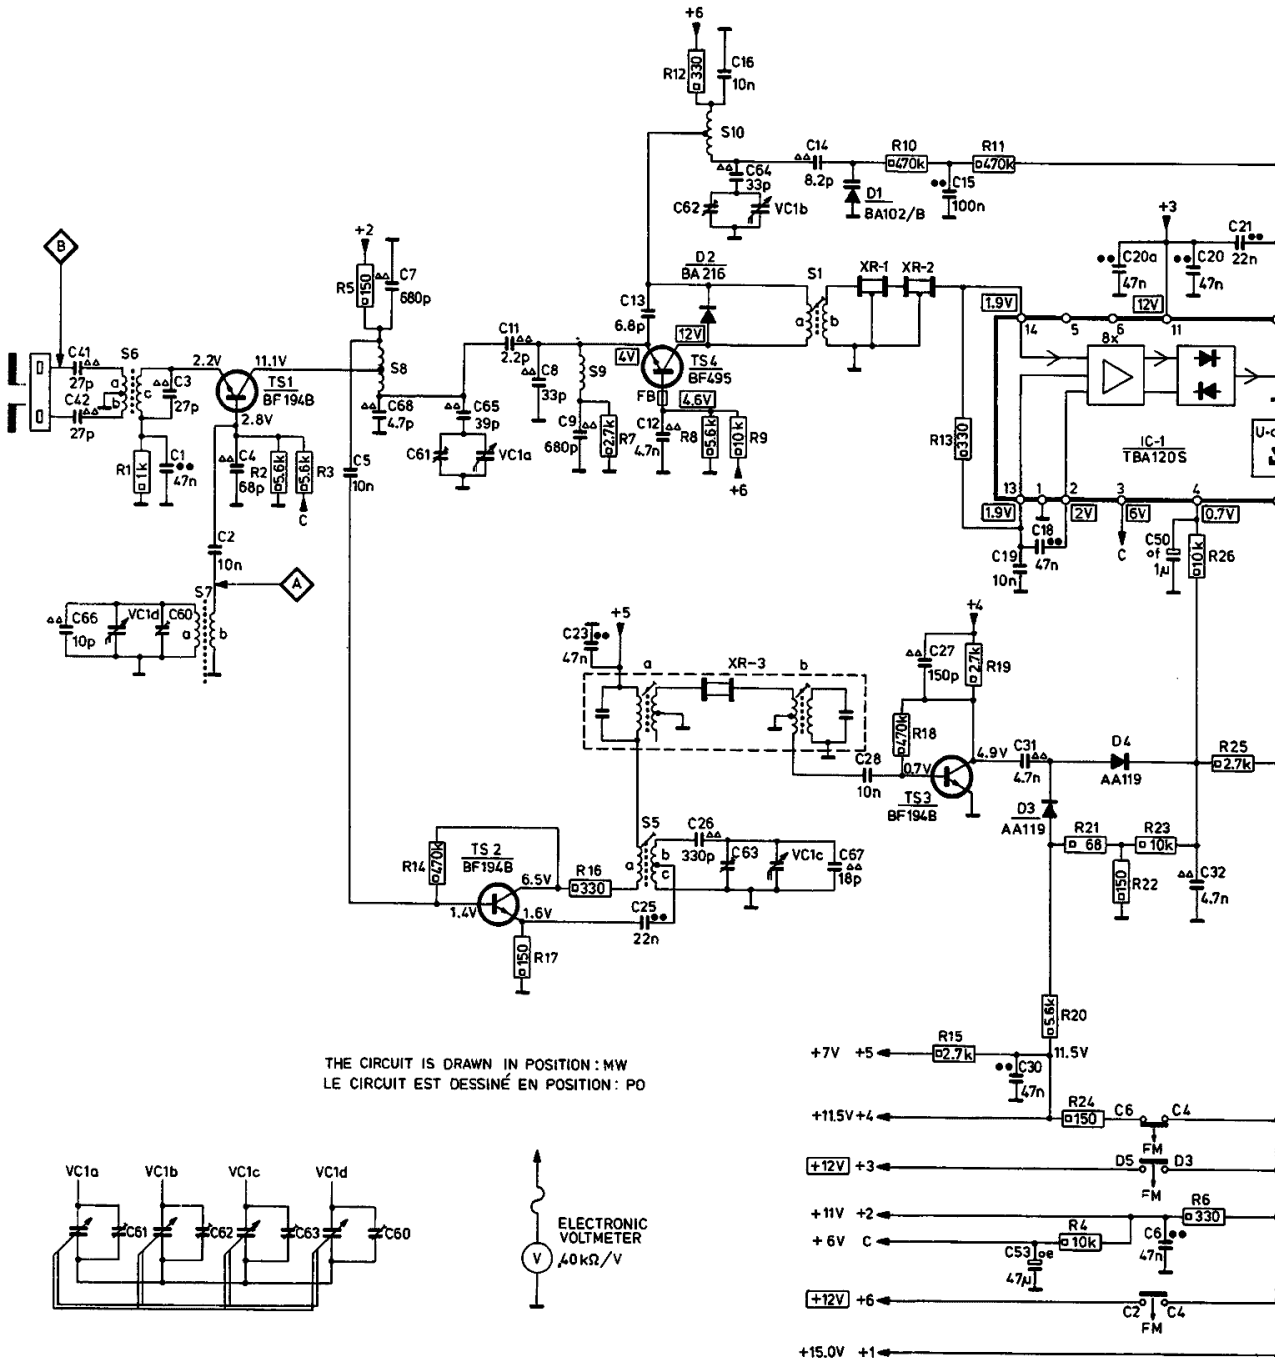 +6
R12
330
C16
10n
S10
C14
8.2p
R10
470k
R11
470k
C64
33p
C62
VC1b
D1
BA102/B
C15
100n
+3
C21
22n
C20a
47n
C20
47n
B
+2
R5
150
C7
680p
D2
BA216
S1
a
b
XR-1
XR-2
C13
6.8p
12V
1.9V
14
5
6
12V
11
8x
C41
27p
C42
27p
S6
a
b
c
C3
27p
2.2V
11.1V
TS1
BF194B
2.8V
S8
C11
2.2p
C8
33p
S9
4V
TS4
BF495
FB
4.6V
C68
4.7p
C65
39p
C9
680p
R7
2.7k
C12
4.7n
R8
5.6k
R9
10k
+6
R13
330
IC-1
TBA120S
R1
1k
C1
47n
C4
68p
R2
5.6k
R3
5.6k
C
C5
10n
C61
VC1a
13
1
2
3
4
1.9V
2V
6V
0.7V
C
C18
47n
C19
10n
C50
of
1µ
R26
10k
C2
10n
A
S7
a
b
C66
10p
VC1d
C60
C23
47n
+5
a
XR-3
b
+4
C27
150p
R19
2.7k
R18
470k
C28
10n
0.7V
4.9V
TS3
BF194B
C31
4.7n
D4
AA119
R25
2.7k
D3
AA119
R21
68
R23
10k
R22
150
C32
4.7n
R14
470k
TS2
BF194B
6.5V
1.4V
1.6V
R16
330
S5
a
b
c
C26
330p
C63
VC1c
C67
18p
C25
22n
R17
150
R20
5.6k
THE CIRCUIT IS DRAWN IN POSITION : MW
LE CIRCUIT EST DESSINÉ EN POSITION : PO
+7V +5
R15
2.7k
11.5V
C30
47n
+11.5V +4
R24
150
C6
C4
FM
+12V +3
D5
D3
FM
+11V +2
R6
330
+6V C
R4
10k
C6
47n
C53
oe
47µ
+12V +6
C2
C4
FM
+15.0V +1
VC1a
VC1b
VC1c
VC1d
C61
C62
C63
C60
V
ELECTRONIC
VOLTMETER
40kΩ/V